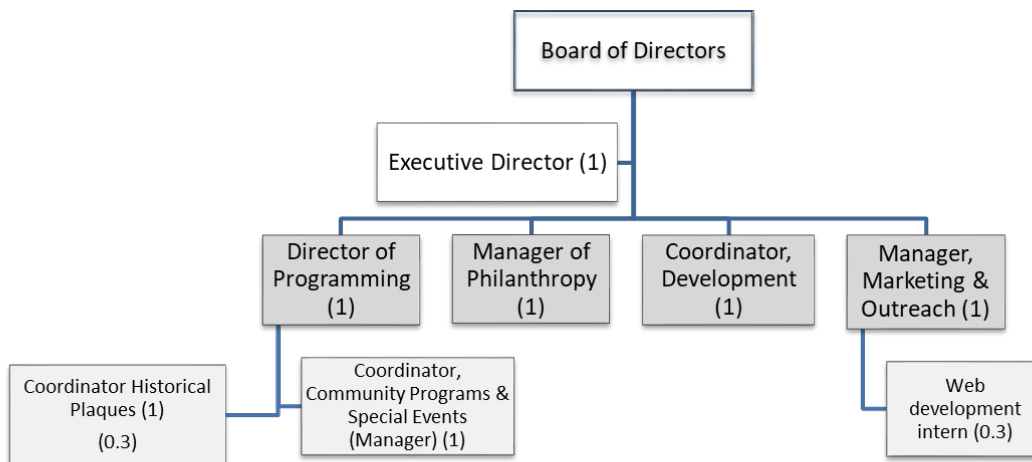 Board of Directors
Executive Director (1)
Director of
Programming
(1)
Manager of
Philanthropy
(1)
Coordinator,
Development
(1)
Manager,
Marketing &
Outreach (1)
Coordinator Historical
Plaques (1)
(0.3)
Coordinator,
Community Programs &
Special Events
(Manager) (1)
Web
development
intern (0.3)